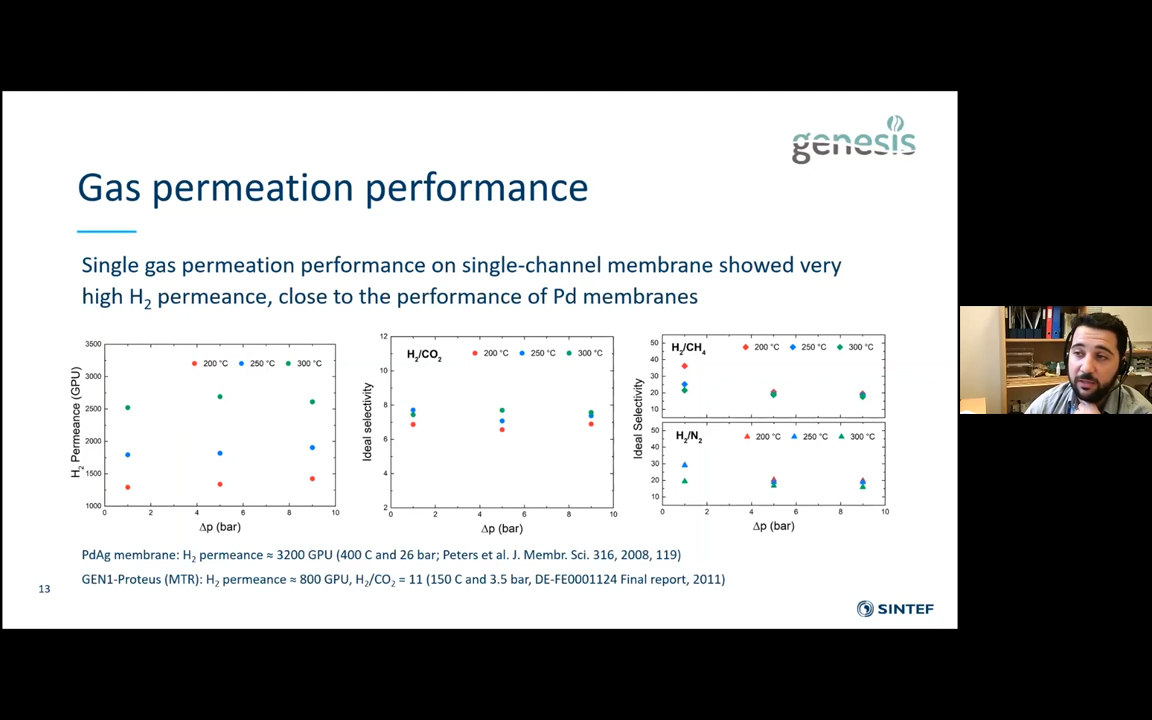 genesis
Gas permeation performance
Single gas permeation performance on single-channel membrane showed very
high H₂ permeance, close to the performance of Pd membranes
H₂ Permeance (GPU)
3500
3000
2500
2000
1500
1000
200 °C 250 °C 300 °C
0 2 4 6 8 10
Δp (bar)
Ideal selectivity
12
10
8
6
4
2
H₂/CO₂
200 °C 250 °C 300 °C
0 2 4 6 8 10
Δp (bar)
Ideal Selectivity
50
40
30
20
10
H₂/CH₄
200 °C 250 °C 300 °C
50
40
30
20
10
H₂/N₂
200 °C 250 °C 300 °C
0 2 4 6 8 10
Δp (bar)
PdAg membrane: H₂ permeance ≈ 3200 GPU (400 C and 26 bar; Peters et al. J. Membr. Sci. 316, 2008, 119)
GEN1-Proteus (MTR): H₂ permeance ≈ 800 GPU, H₂/CO₂ = 11 (150 C and 3.5 bar, DE-FE0001124 Final report, 2011)
13
SINTEF